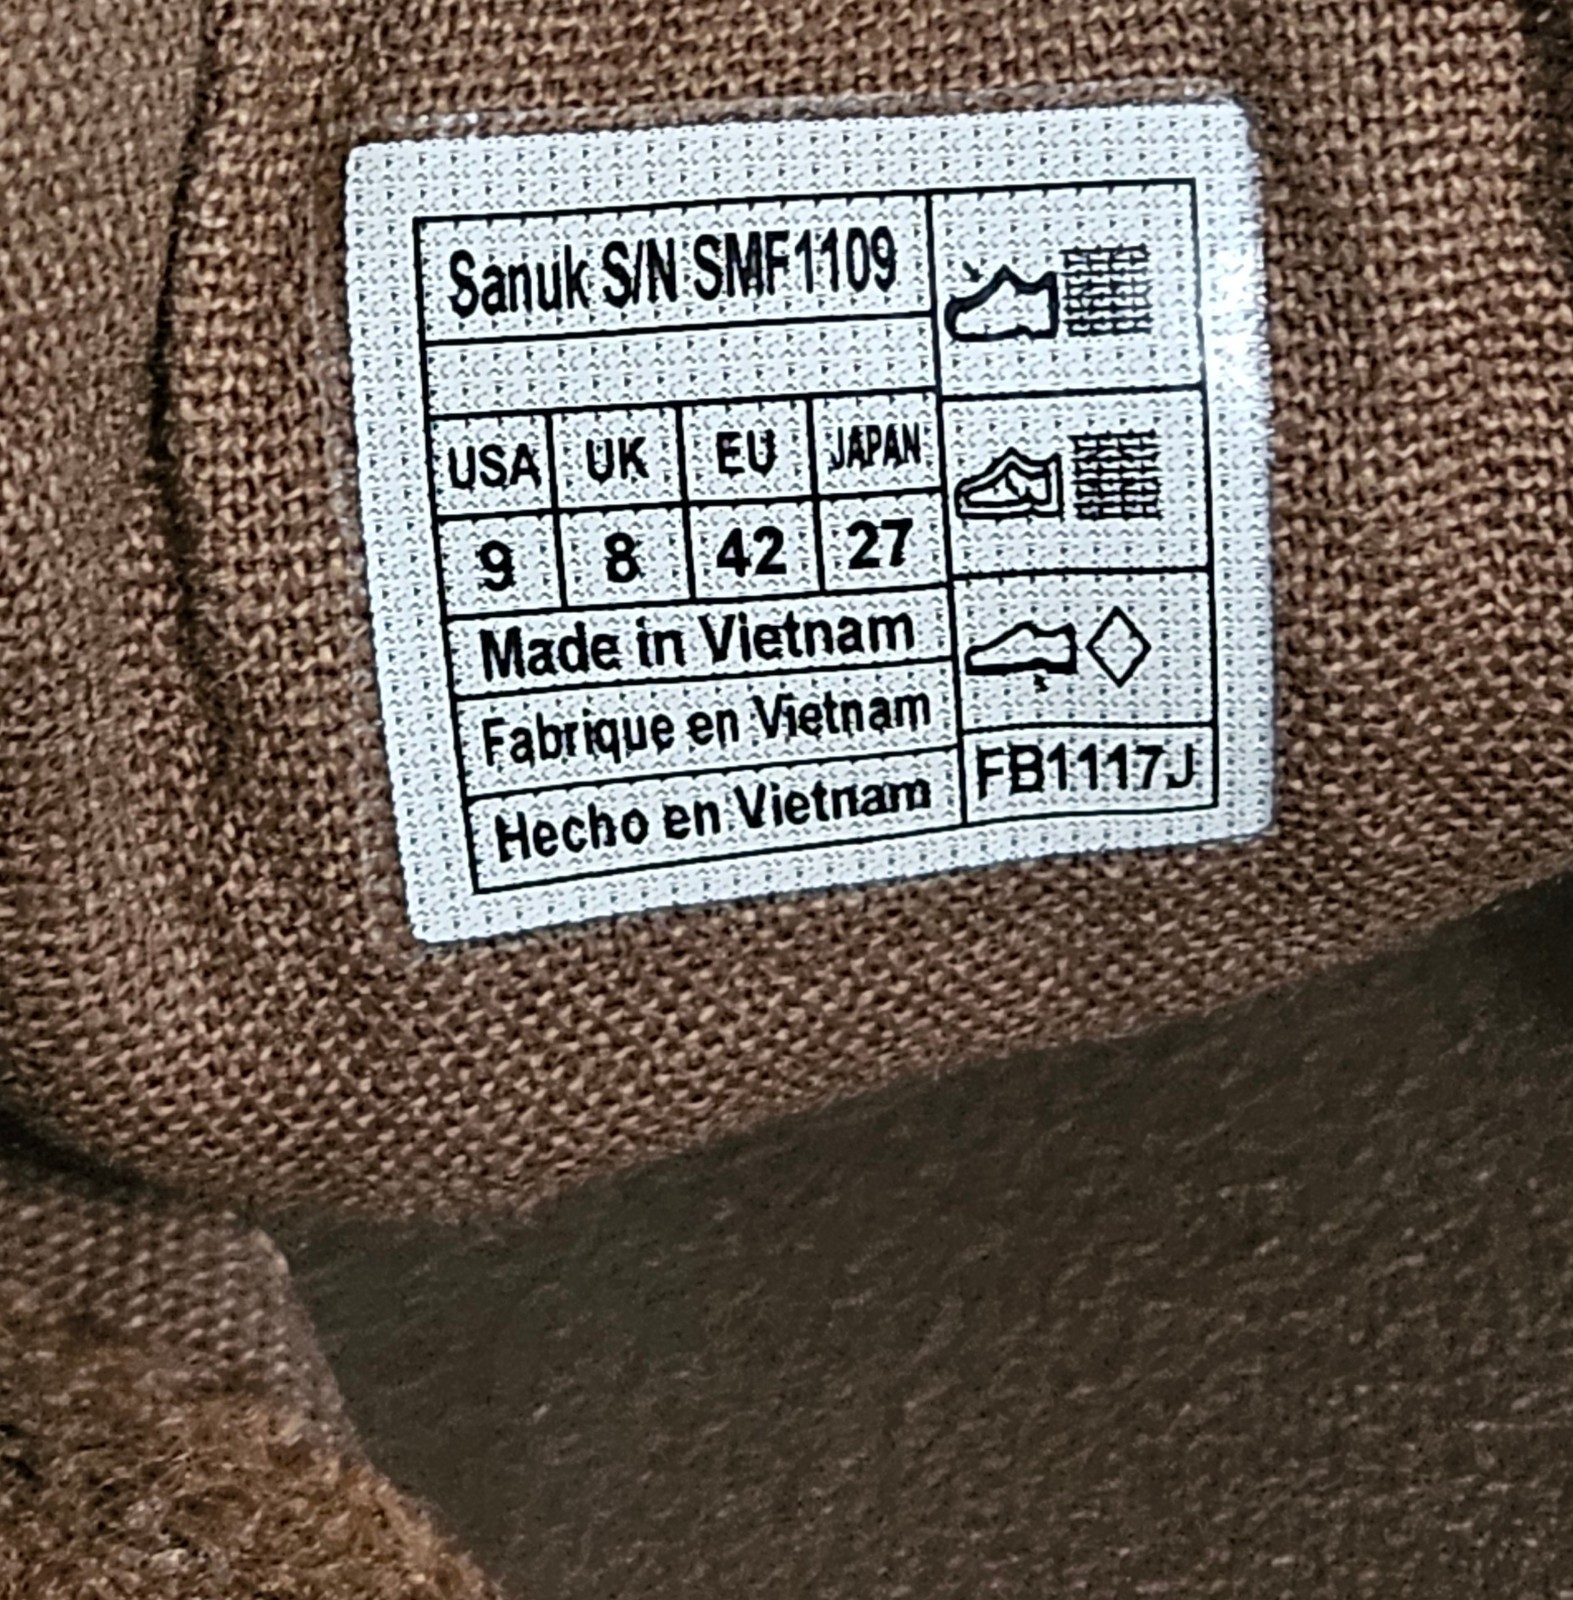 Sanuk S/N SMF1109
USA UK EU JAPAN
9 8 42 27
Made in Vietnam
Fabrique en Vietnam
Hecho en Vietnam
FB1117J